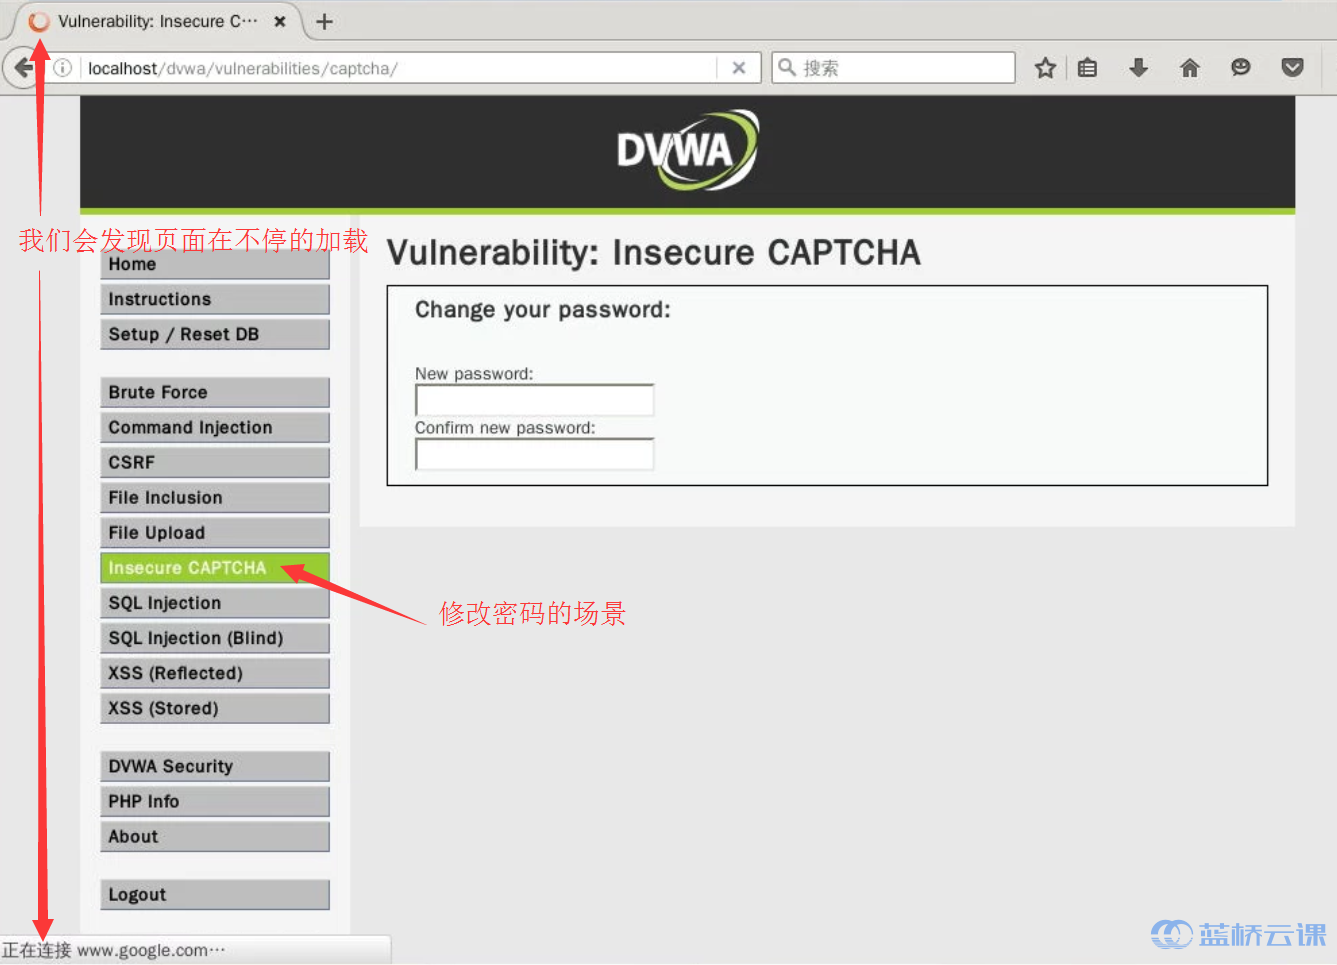 Vulnerability: Insecure C···
localhost/dvwa/vulnerabilities/captcha/
搜索
DVWA
我们会发现页面在不停的加载
Home
Instructions
Setup / Reset DB
Brute Force
Command Injection
CSRF
File Inclusion
File Upload
Insecure CAPTCHA
SQL Injection
SQL Injection (Blind)
XSS (Reflected)
XSS (Stored)
DVWA Security
PHP Info
About
Logout
Vulnerability: Insecure CAPTCHA
Change your password:
New password:
Confirm new password:
修改密码的场景
正在连接 www.google.com···
蓝桥云课